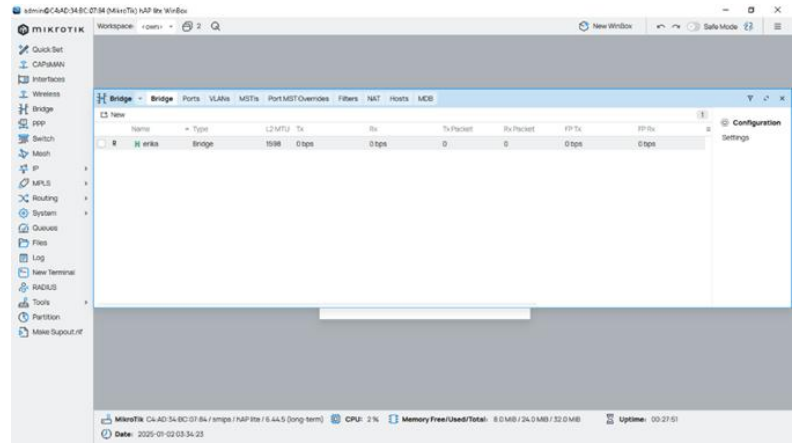 admin@C4:AD:34:BC:07:84 (MikroTik) hAP lite WinBox
MIKROTIK Workspace: <own> 2 New WinBox Safe Mode
Quick Set
CAPsMAN
Interfaces
Wireless
Bridge
PPP
Switch
Mesh
IP
MPLS
Routing
System
Queues
Files
Log
New Terminal
RADIUS
Tools
Partition
Make Supout.rif
Bridge Bridge Ports VLANs MSTIs Port MST Overrides Filters NAT Hosts MDB
New 1
Name Type L2 MTU Tx Rx Tx Packet Rx Packet FP Tx FP Rx
R erika Bridge 1598 0 bps 0 bps 0 0 0 bps 0 bps
Configuration
Settings
MikroTik C4:AD:34:BC:07:84 / smips / hAP lite / 6.44.5 (long-term) CPU: 2 % Memory Free/Used/Total: 8.0 MiB / 24.0 MiB / 32.0 MiB Uptime: 00:27:51
Date: 2025-01-02 03:34:23